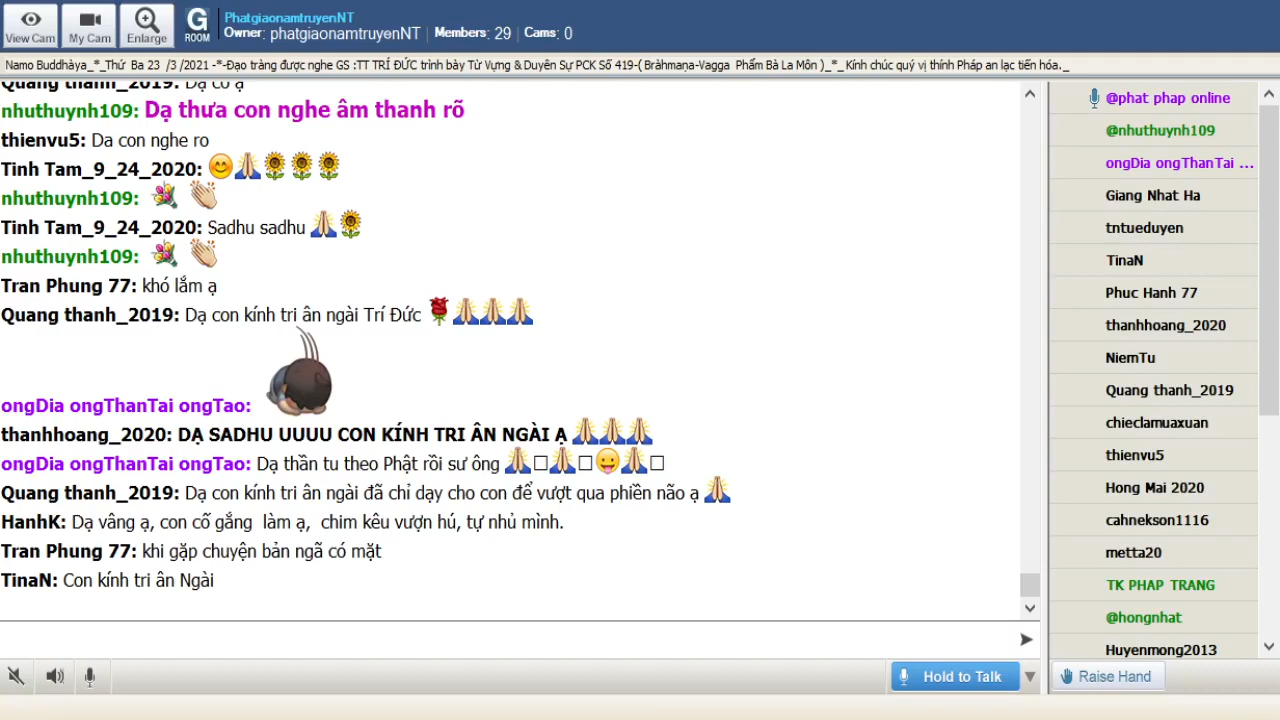 View Cam
My Cam
Enlarge
G
ROOM
PhatgiaonamtruyenNT
Owner: phatgiaonamtruyenNT | Members: 29 | Cams: 0
Namo Buddhàya_*_Thứ Ba 23 /3 /2021 -*-Đạo tràng được nghe GS :TT TRÍ ĐỨC trình bày Từ Vựng & Duyên Sự PCK Số 419-( Bràhmaṇa-Vagga Phẩm Bà La Môn )_*_ Kính chúc quý vị thính Pháp an lạc tiến hóa._
Quang thanh_2019: Dạ có ạ
nhuthuynh109: Dạ thưa con nghe âm thanh rõ
thienvu5: Da con nghe ro
Tinh Tam_9_24_2020: 😊🙏🌻🌻🌻
nhuthuynh109: 💐 👏
Tinh Tam_9_24_2020: Sadhu sadhu 🙏🌻
nhuthuynh109: 💐 👏
Tran Phung 77: khó lắm ạ
Quang thanh_2019: Dạ con kính tri ân ngài Trí Đức 🌹🙏🙏🙏
ongDia ongThanTai ongTao:
thanhhoang_2020: DẠ SADHU UUUU CON KÍNH TRI ÂN NGÀI Ạ 🙏🙏🙏
ongDia ongThanTai ongTao: Dạ thần tu theo Phật rồi sư ông 🙏□🙏□😛🙏□
Quang thanh_2019: Dạ con kính tri ân ngài đã chỉ dạy cho con để vượt qua phiền não ạ 🙏
HanhK: Dạ vâng ạ, con cố gắng làm ạ, chim kêu vượn hú, tự nhủ mình.
Tran Phung 77: khi gặp chuyện bản ngã có mặt
TinaN: Con kính tri ân Ngài
Hold to Talk
@phat phap online
@nhuthuynh109
ongDia ongThanTai ...
Giang Nhat Ha
tntueduyen
TinaN
Phuc Hanh 77
thanhhoang_2020
NiemTu
Quang thanh_2019
chieclamuaxuan
thienvu5
Hong Mai 2020
cahnekson1116
metta20
TK PHAP TRANG
@hongnhat
Huyenmong2013
Raise Hand